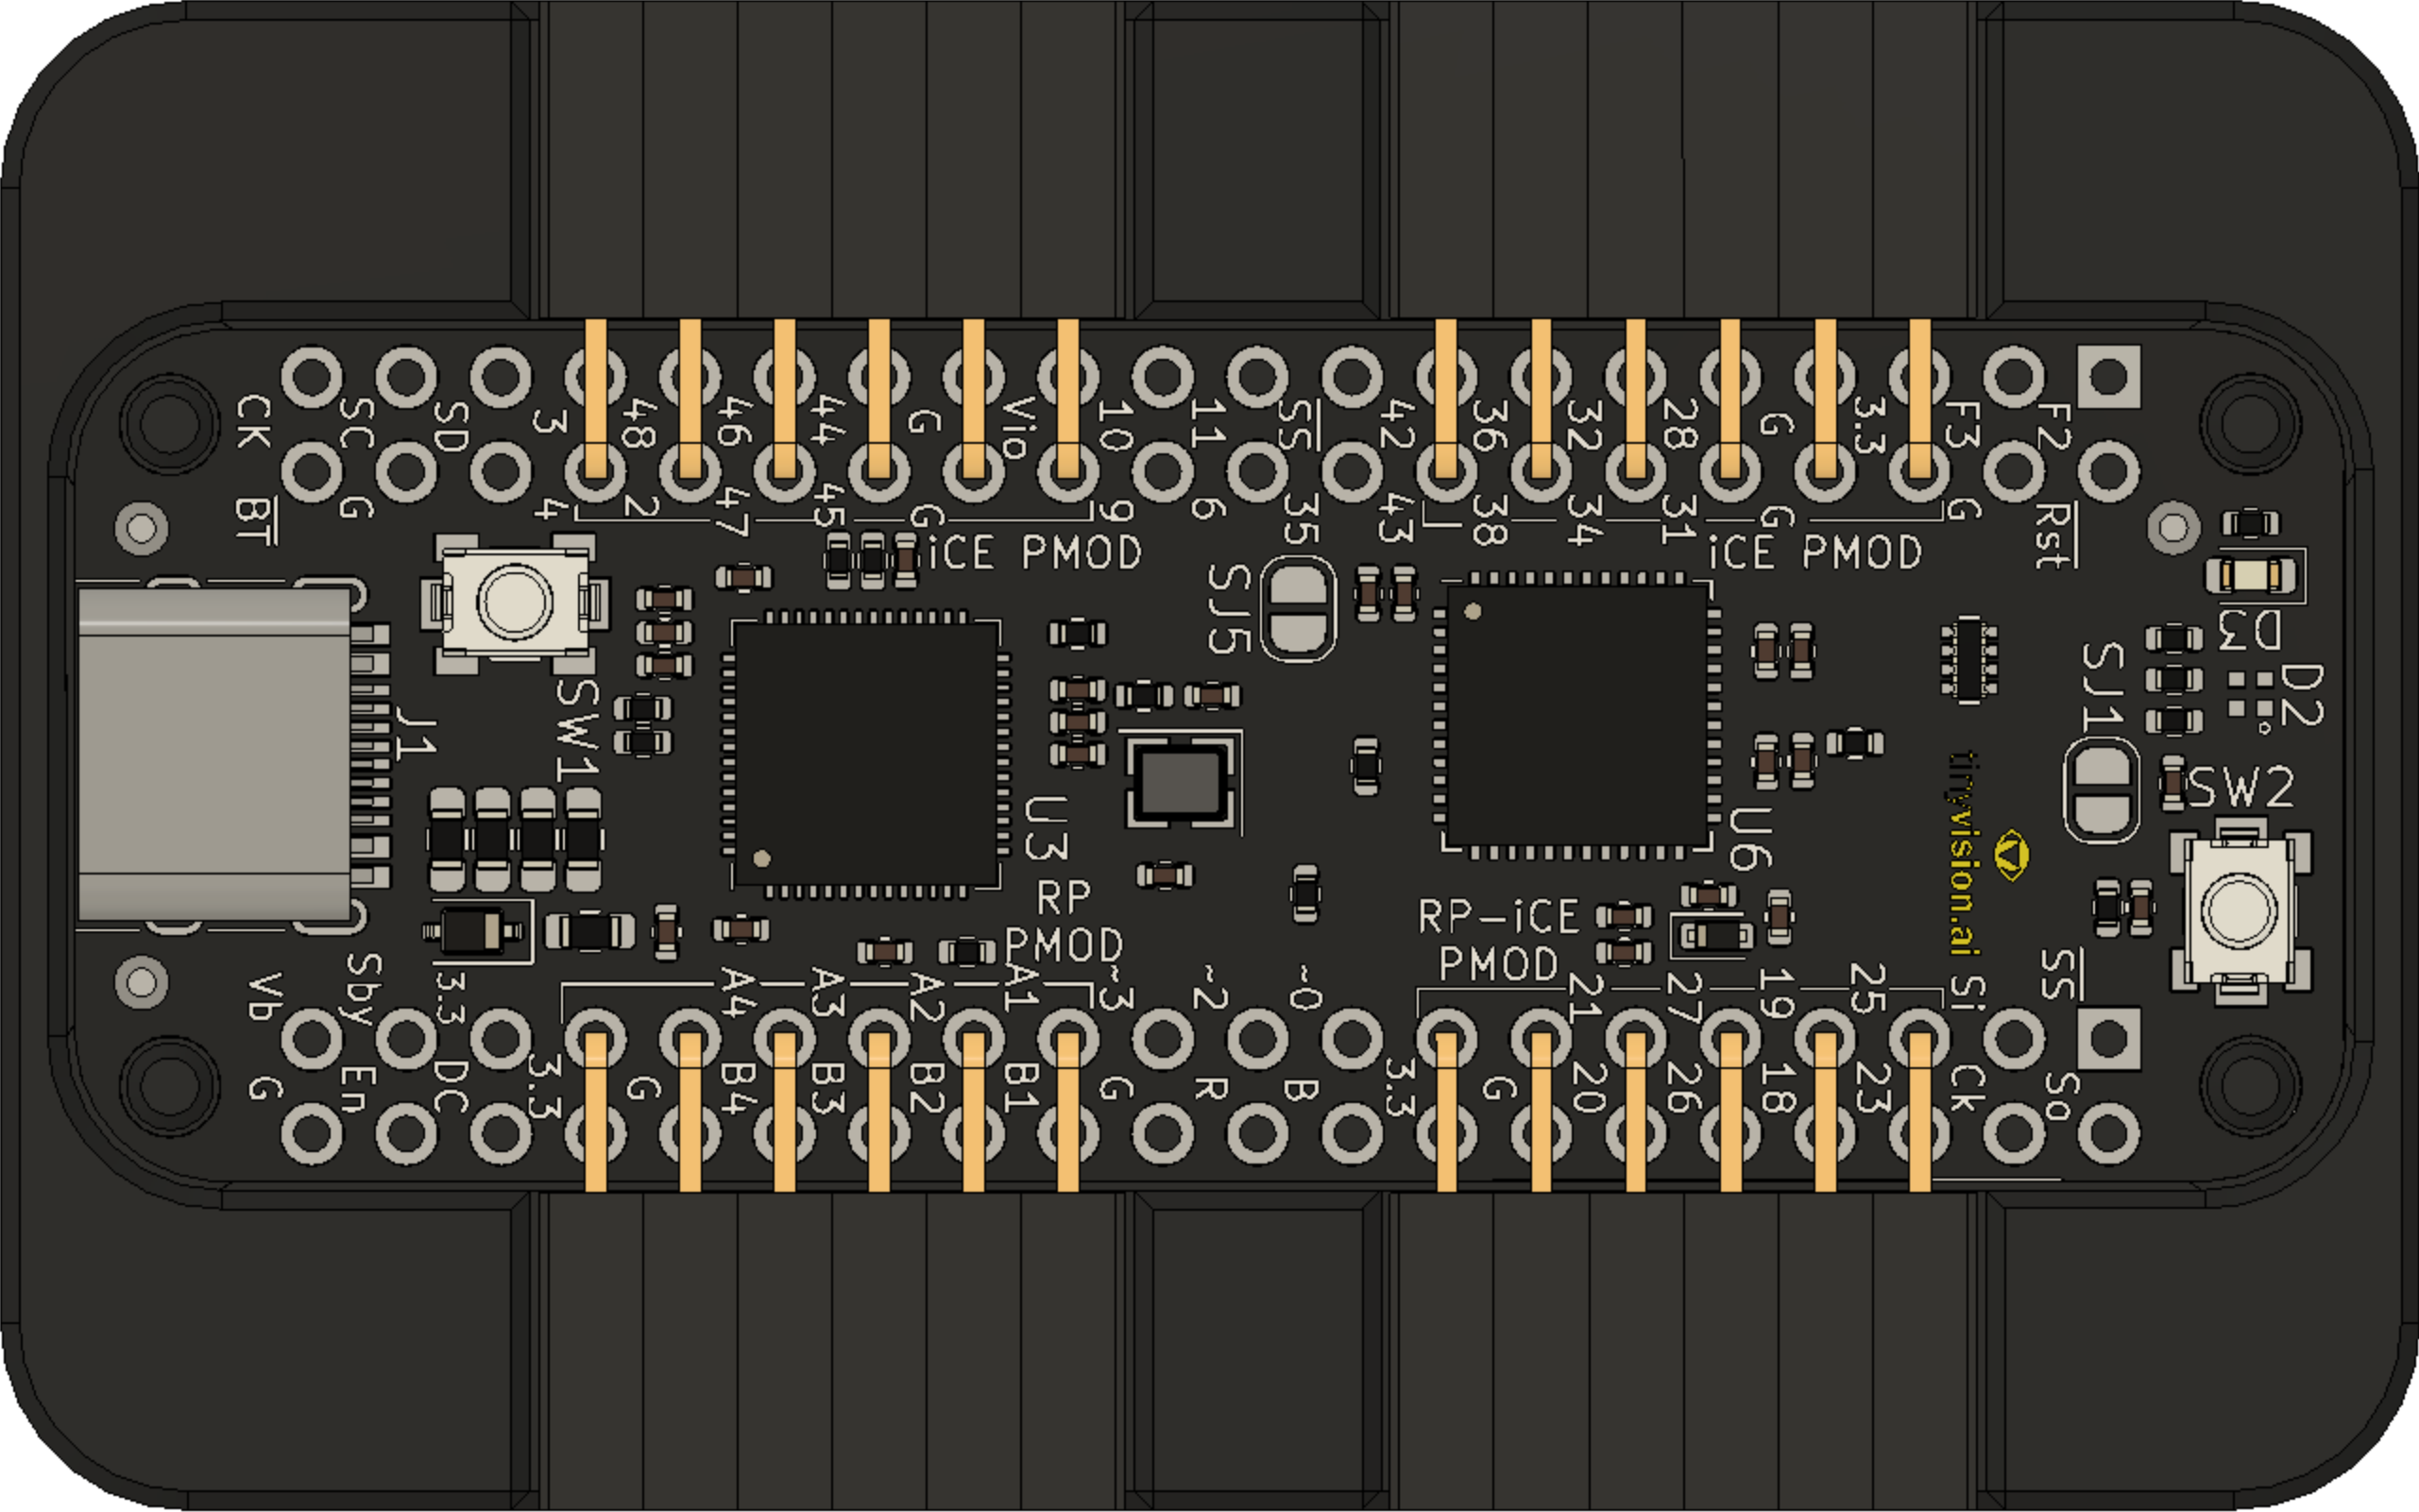 CK SC SD 3 48 46 44 G Vio 10 11 SS 42 36 32 28 G 3.3 F3 F2
BT G 4 2 47 45 G 9 6 35 43 38 34 31 G G Rst
iCE PMOD
iCE PMOD
SJ5
D3
D2
SJ1
J1
SW1
SW2
U3
U6
tinyvision.ai
RP
PMOD
RP-iCE
PMOD
Vb Sby 3.3 A4 A3 A2 A1 ~3 ~2 ~0 21 27 19 25 Si SS
G En DC 3.3 G B4 B3 B2 B1 G R B 3.3 G 20 26 18 23 Ck So